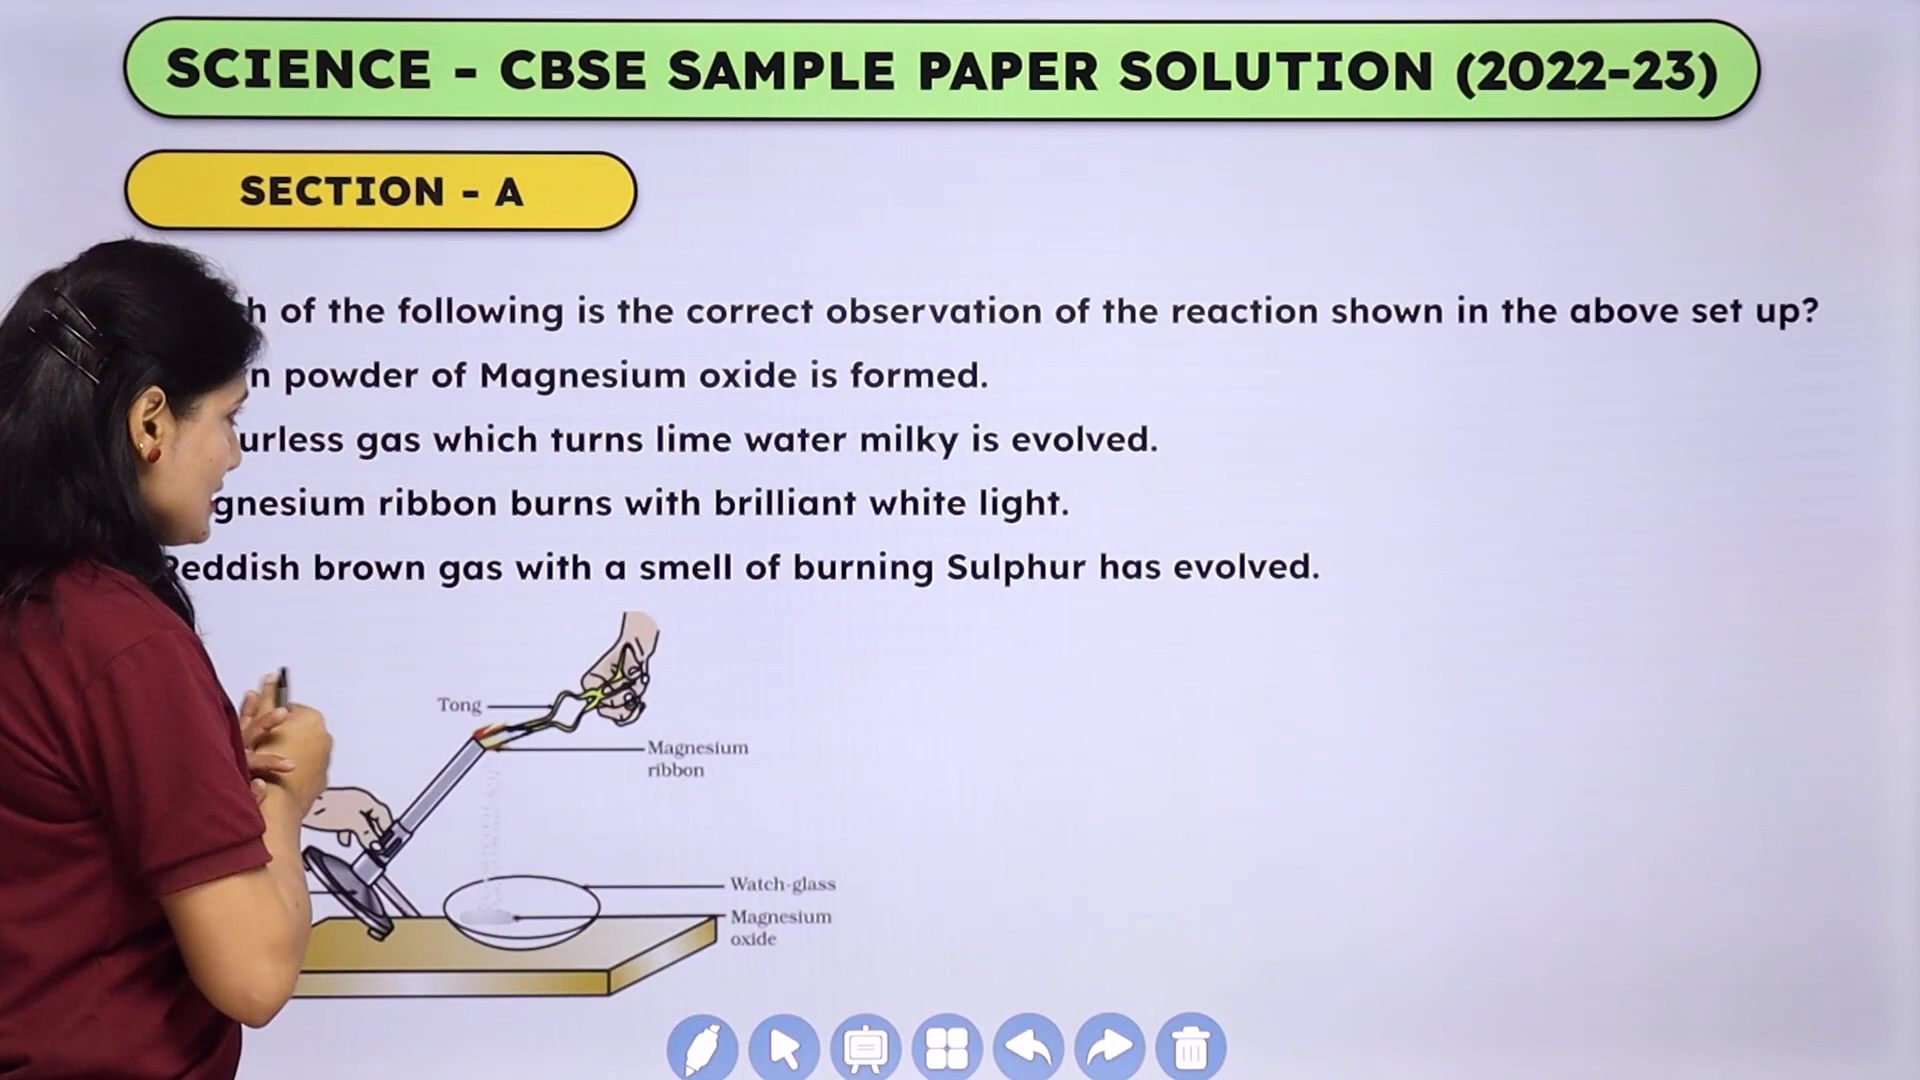 SCIENCE - CBSE SAMPLE PAPER SOLUTION (2022-23)
SECTION - A
of the following is the correct observation of the reaction shown in the above set up?
powder of Magnesium oxide is formed.
gas which turns lime water milky is evolved.
ribbon burns with brilliant white light.
brown gas with a smell of burning Sulphur has evolved.
Tong
Magnesium
ribbon
Watch-glass
Magnesium
oxide